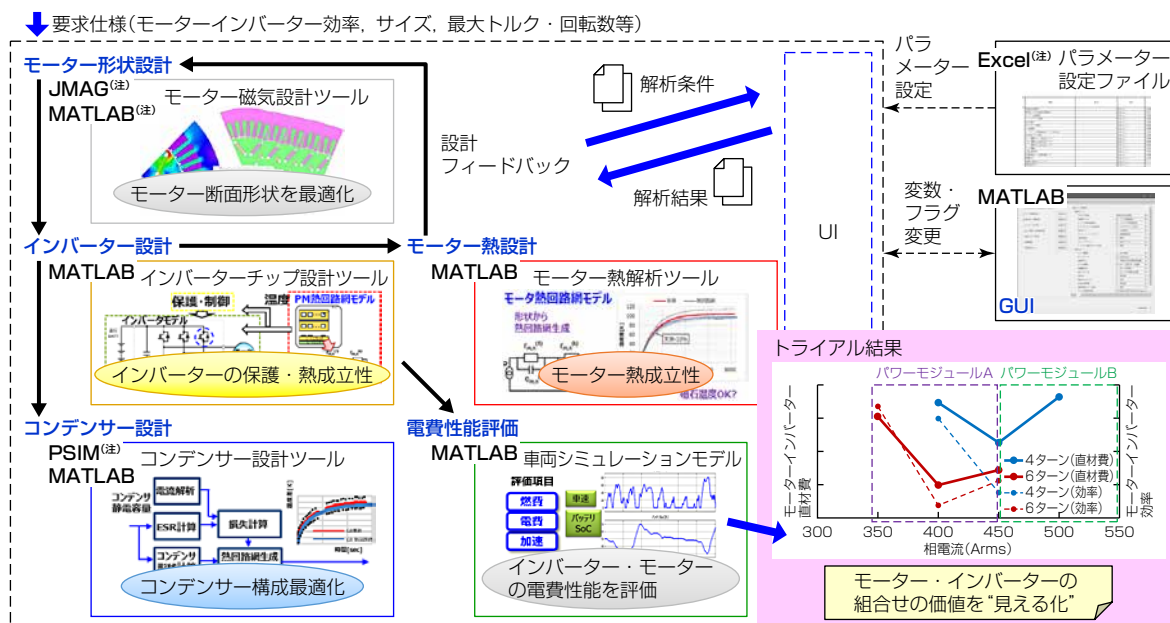 要求仕様(モーターインバーター効率, サイズ, 最大トルク・回転数等)
モーター形状設計
JMAG(注)
MATLAB(注)
モーター磁気設計ツール
モーター断面形状を最適化
設計
フィードバック
解析条件
解析結果
UI
パラ
メーター
設定
Excel(注) パラメーター
設定ファイル
変数・
フラグ
変更
MATLAB
GUI
インバーター設計
MATLAB
インバーターチップ設計ツール
保護・制御
温度
PM熱回路網モデル
インバータモデル
インバーターの保護・熱成立性
モーター熱設計
MATLAB
モーター熱解析ツール
モータ熱回路網モデル
形状から
熱回路網生成
モーター熱成立性
磁石温度OK?
コンデンサー設計
PSIM(注)
MATLAB
コンデンサー設計ツール
コンデンサ
静電容量
電流解析
ESR計算
損失計算
コンデンサ
熱回路網生成
時間[sec]
コンデンサー構成最適化
電費性能評価
MATLAB
車両シミュレーションモデル
評価項目
燃費
電費
加速
車速
バッテリ
SoC
インバーター・モーター
の電費性能を評価
トライアル結果
パワーモジュールA
パワーモジュールB
モーターインバーター
直材費
モーターインバーター
効率
4ターン(直材費)
6ターン(直材費)
4ターン(効率)
6ターン(効率)
300 350 400 450 500 550
相電流(Arms)
モーター・インバーターの
組合せの価値を“見える化”